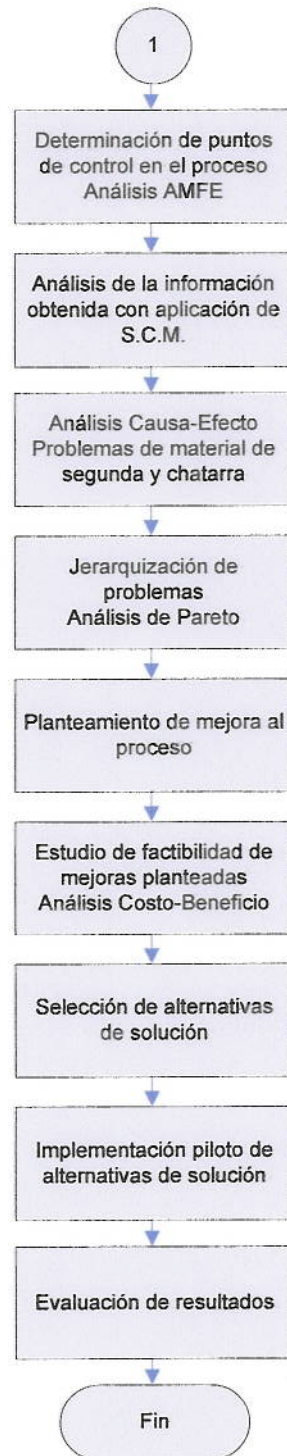 1
Determinación de puntos
de control en el proceso
Análisis AMFE
Análisis de la información
obtenida con aplicación de
S.C.M.
Análisis Causa-Efecto
Problemas de material de
segunda y chatarra
Jerarquización de
problemas
Análisis de Pareto
Planteamiento de mejora al
proceso
Estudio de factibilidad de
mejoras planteadas
Análisis Costo-Beneficio
Selección de alternativas
de solución
Implementación piloto de
alternativas de solución
Evaluación de resultados
Fin